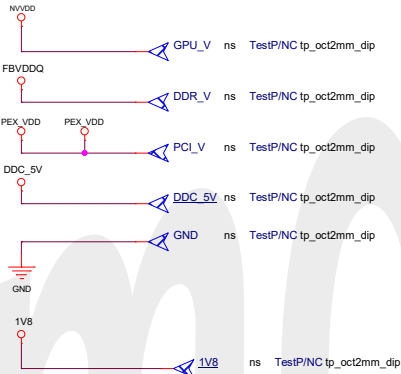 NVVDD
GPU_V ns TestP/NC tp_oct2mm_dip
FBVDDQ
DDR_V ns TestP/NC tp_oct2mm_dip
PEX_VDD PEX_VDD
PCI_V ns TestP/NC tp_oct2mm_dip
DDC_5V
DDC_5V ns TestP/NC tp_oct2mm_dip
GND ns TestP/NC tp_oct2mm_dip
GND
1V8
1V8 ns TestP/NC tp_oct2mm_dip